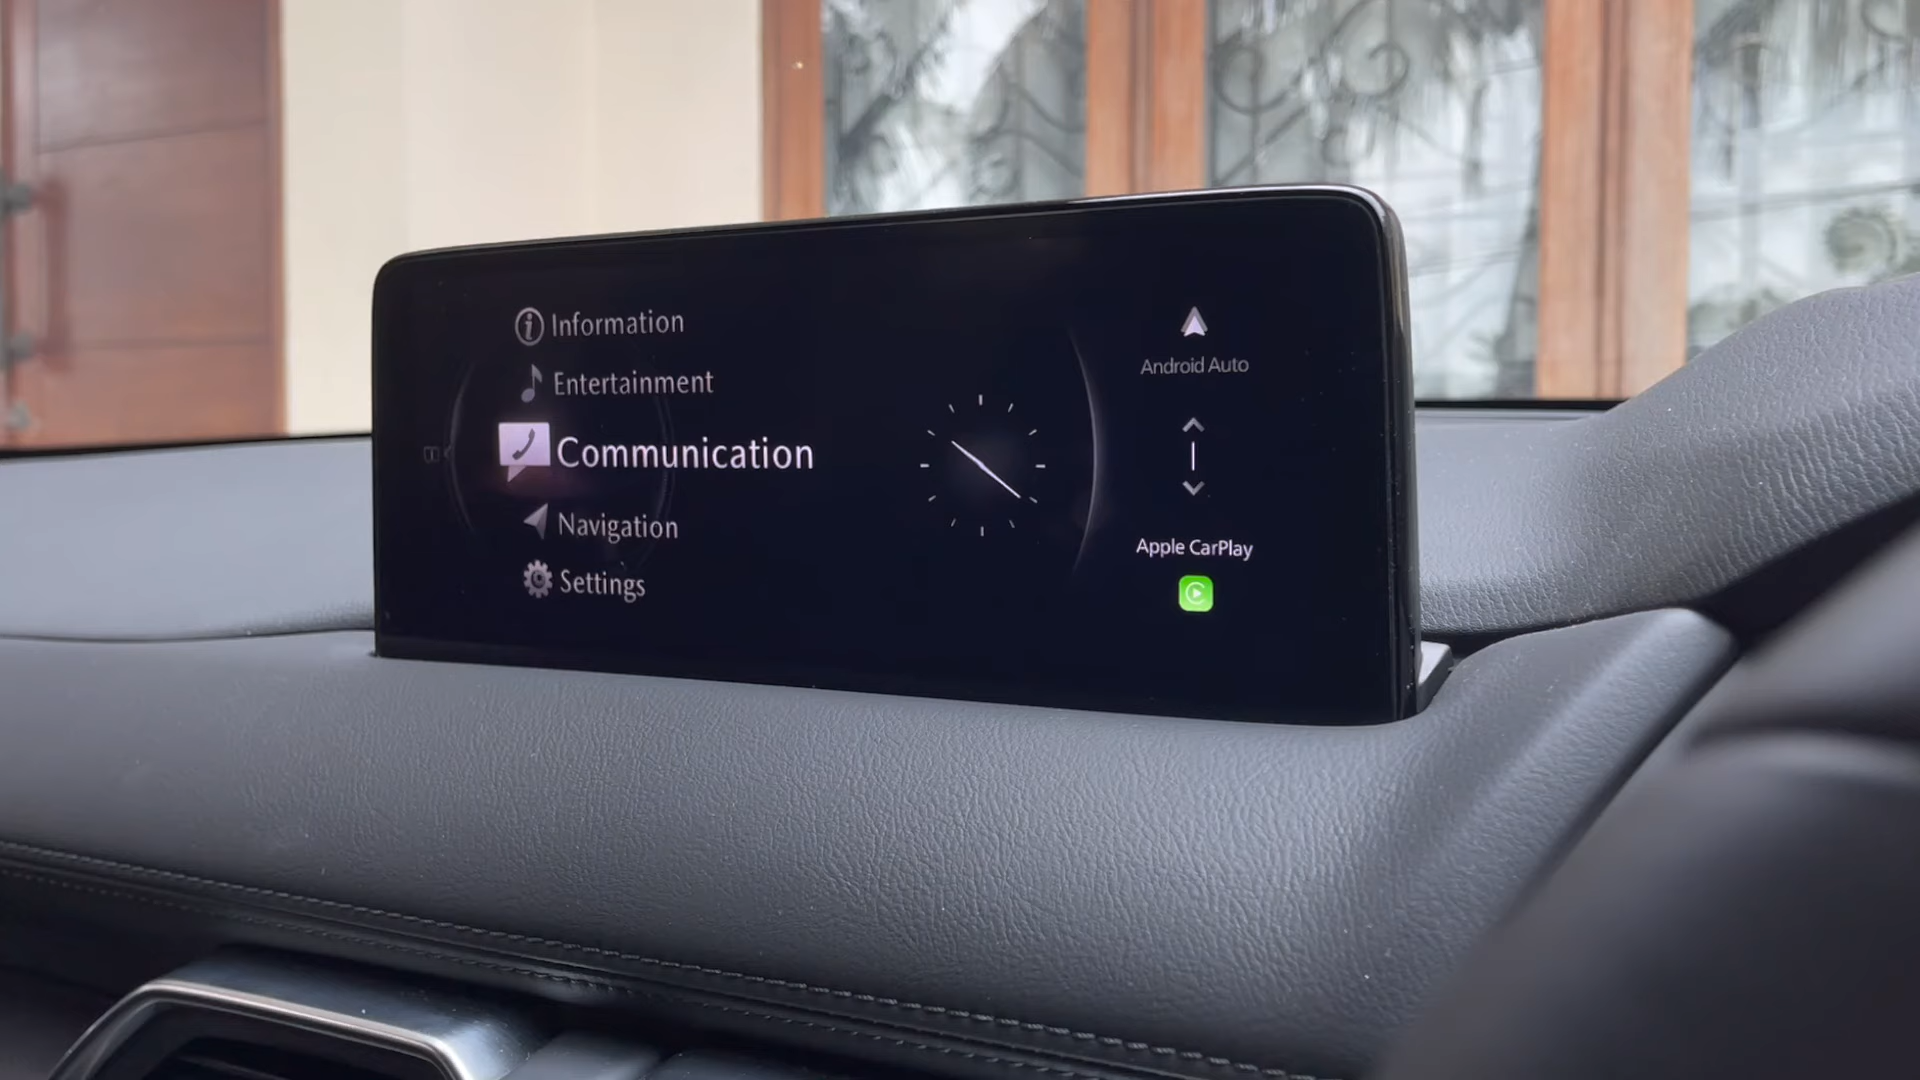 Information
Entertainment
Communication
Navigation
Settings
Android Auto
Apple CarPlay